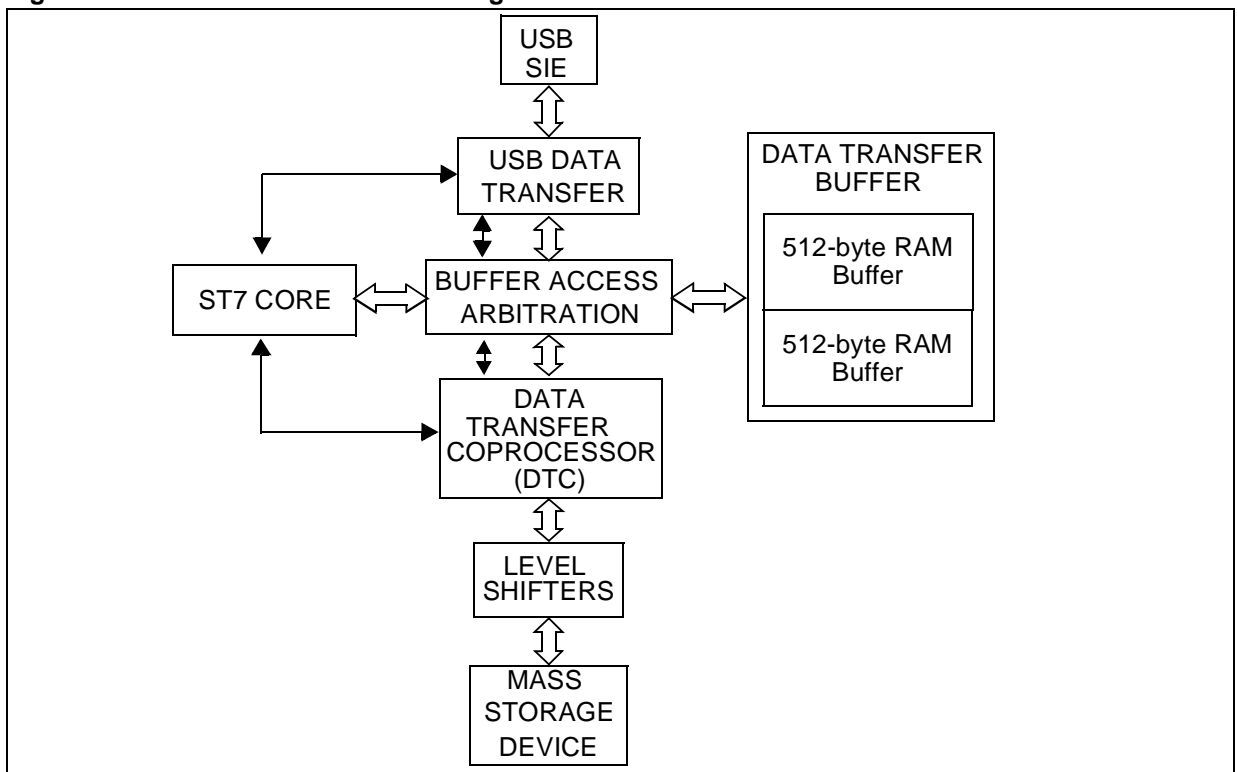 USB
SIE
USB DATA
TRANSFER
DATA TRANSFER
BUFFER
512-byte RAM
Buffer
ST7 CORE
BUFFER ACCESS
ARBITRATION
512-byte RAM
Buffer
DATA
TRANSFER
COPROCESSOR
(DTC)
LEVEL
SHIFTERS
MASS
STORAGE
DEVICE